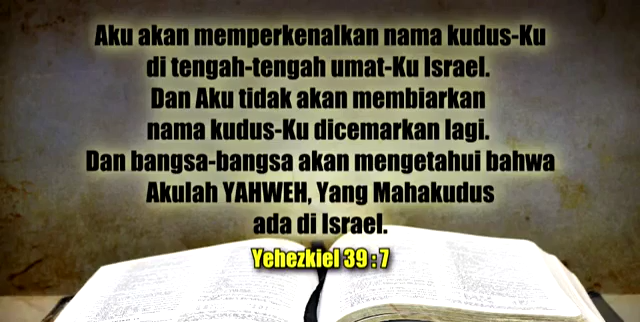 Aku akan memperkenalkan nama kudus-Ku
di tengah-tengah umat-Ku Israel.
Dan Aku tidak akan membiarkan
nama kudus-Ku dicemarkan lagi.
Dan bangsa-bangsa akan mengetahui bahwa
Akulah YAHWEH, Yang Mahakudus
ada di Israel.
Yehezkiel 39 : 7